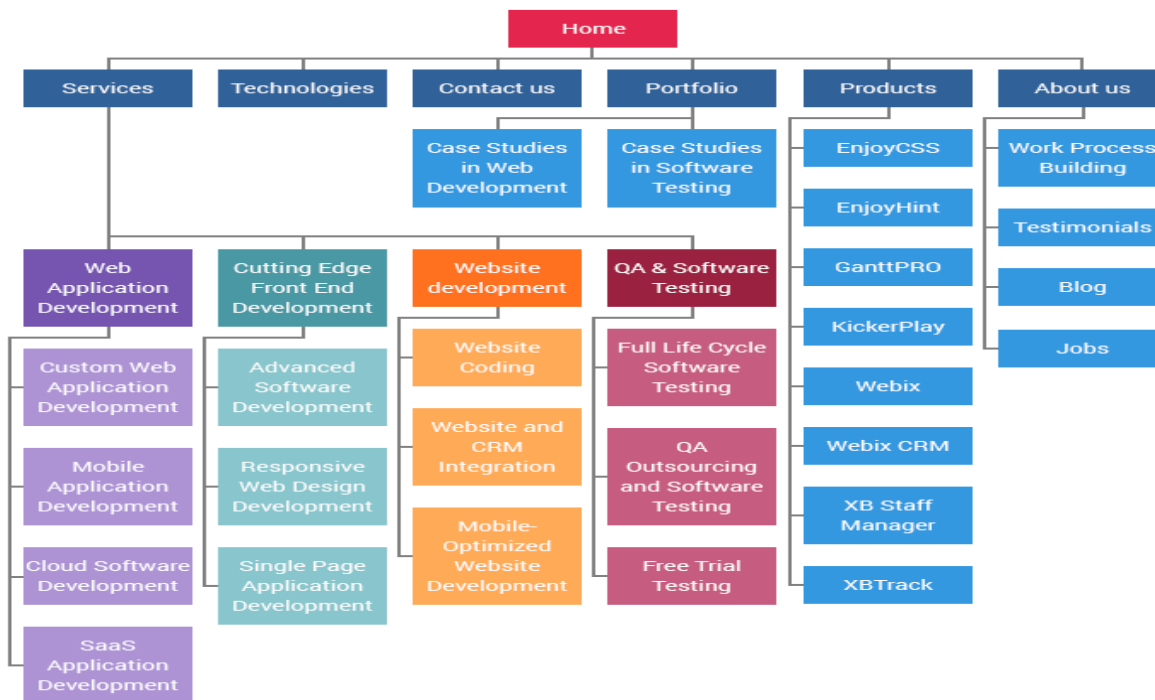 Home
Services
Technologies
Contact us
Portfolio
Products
About us
Case Studies
in Web
Development
Case Studies
in Software
Testing
EnjoyCSS
EnjoyHint
GanttPRO
KickerPlay
Webix
Webix CRM
XB Staff
Manager
XBTrack
Work Process
Building
Testimonials
Blog
Jobs
Web
Application
Development
Custom Web
Application
Development
Mobile
Application
Development
Cloud Software
Development
SaaS
Application
Development
Cutting Edge
Front End
Development
Advanced
Software
Development
Responsive
Web Design
Development
Single Page
Application
Development
Website
development
Website
Coding
Website and
CRM
Integration
Mobile-
Optimized
Website
Development
QA & Software
Testing
Full Life Cycle
Software
Testing
QA
Outsourcing
and Software
Testing
Free Trial
Testing